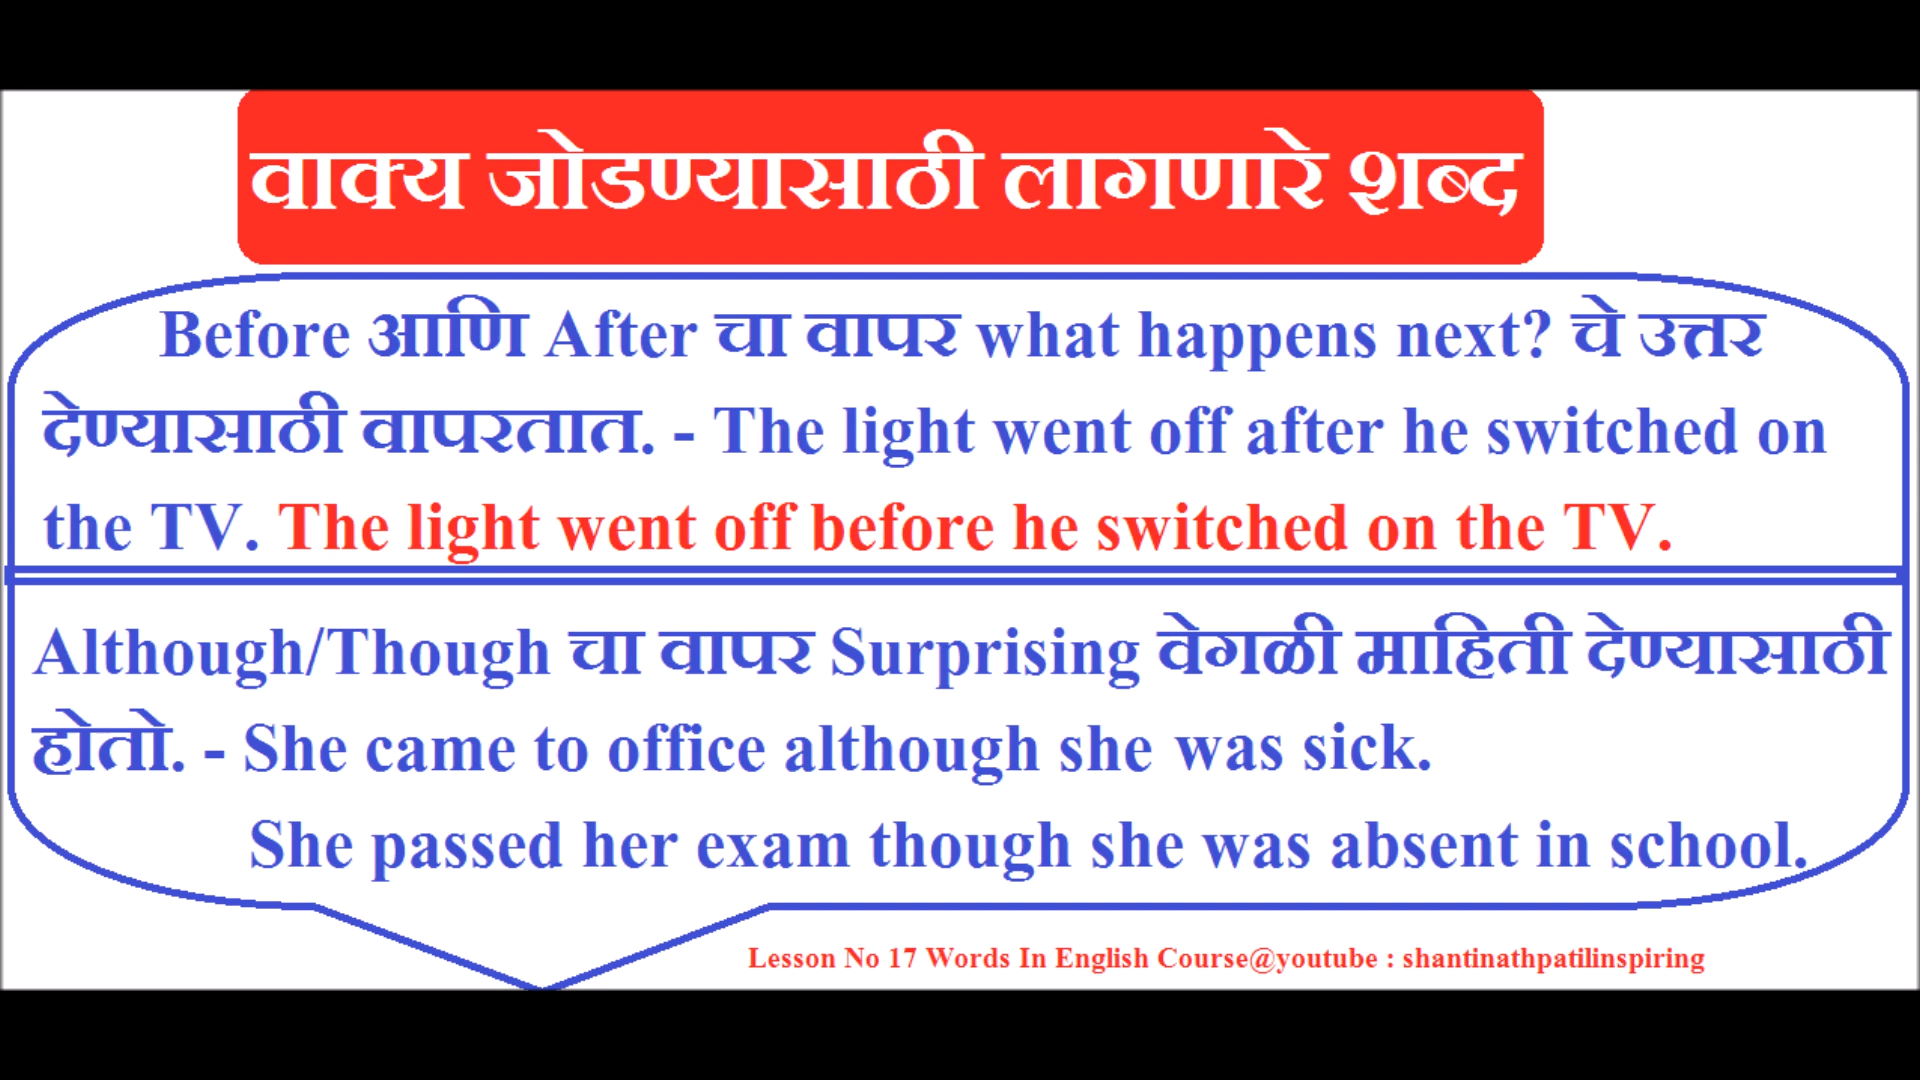 वाक्य जोडण्यासाठी लागणारे शब्द
Before आणि After चा वापर what happens next? चे उत्तर
देण्यासाठी वापरतात. - The light went off after he switched on
the TV. The light went off before he switched on the TV.
Although/Though चा वापर Surprising वेगळी माहिती देण्यासाठी
होतो. - She came to office although she was sick.
She passed her exam though she was absent in school.
Lesson No 17 Words In English Course@youtube : shantinathpatilinspiring